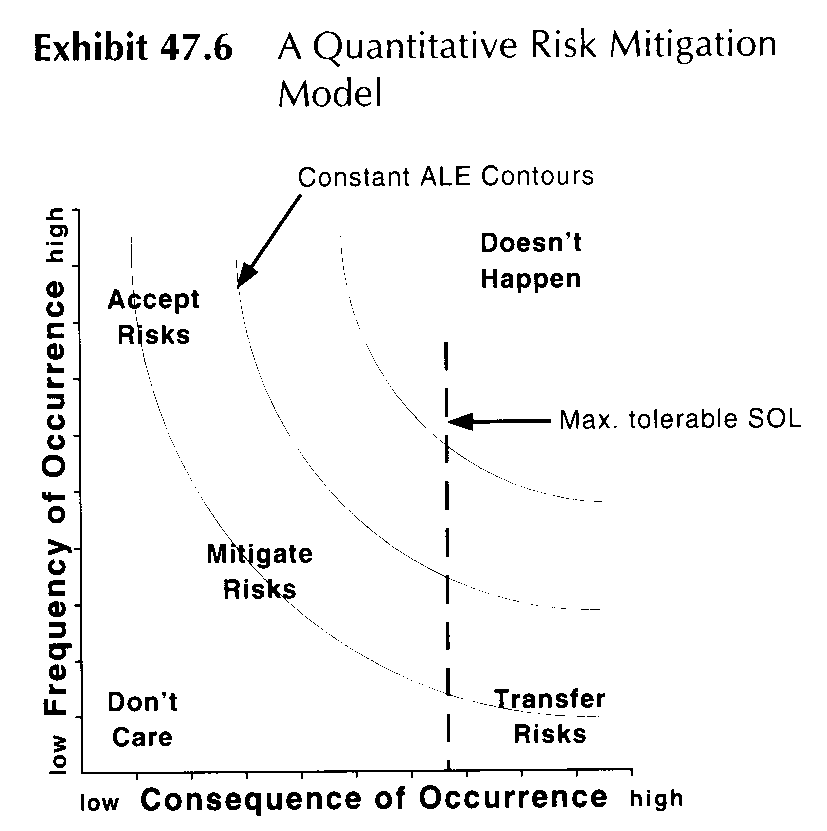 Exhibit 47.6 A Quantitative Risk Mitigation
Model
Constant ALE Contours
Doesn't
Happen
Accept
Risks
Max. tolerable SOL
Mitigate
Risks
Don't
Care
Transfer
Risks
low Frequency of Occurrence high
low Consequence of Occurrence high